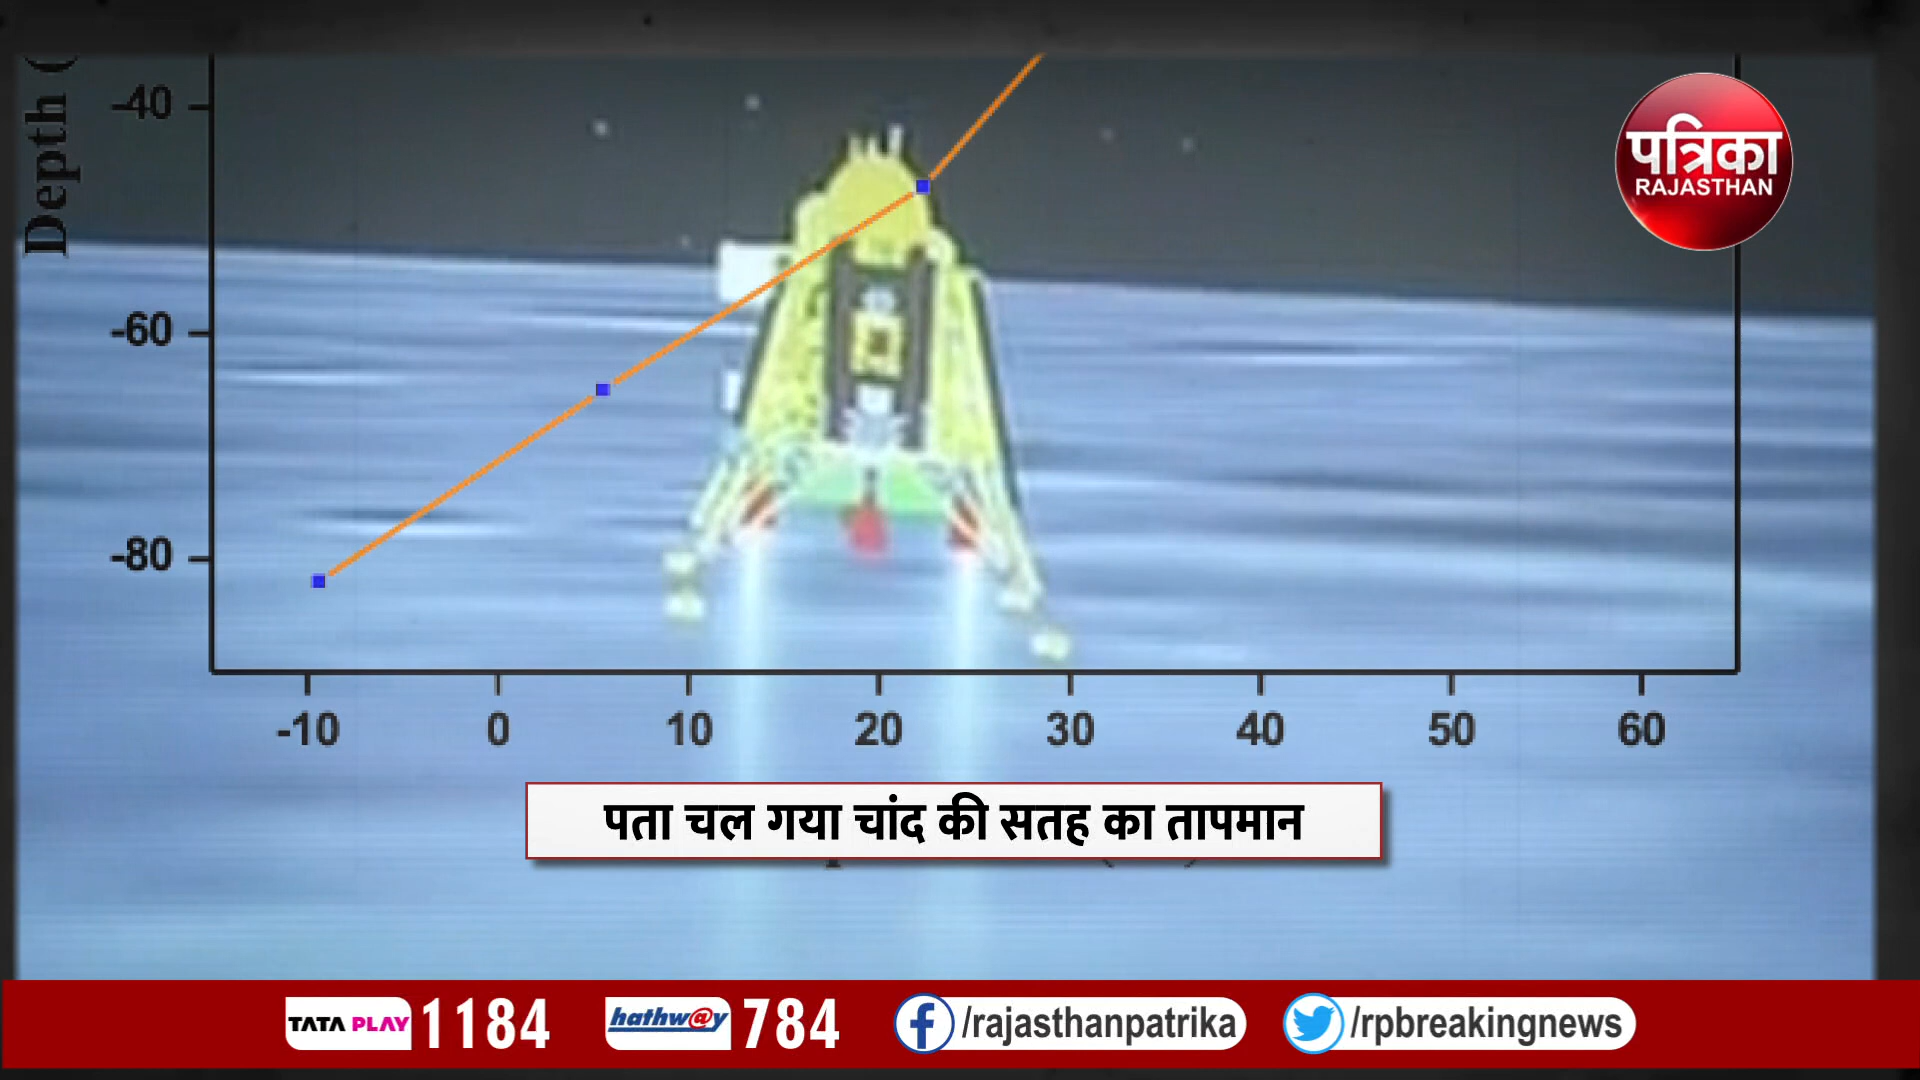 Depth (
-40
-60
-80
-10 0 10 20 30 40 50 60
पत्रिका
RAJASTHAN
पता चल गया चांद की सतह का तापमान
TATA PLAY 1184 hathw@y 784 /rajasthanpatrika /rpbreakingnews